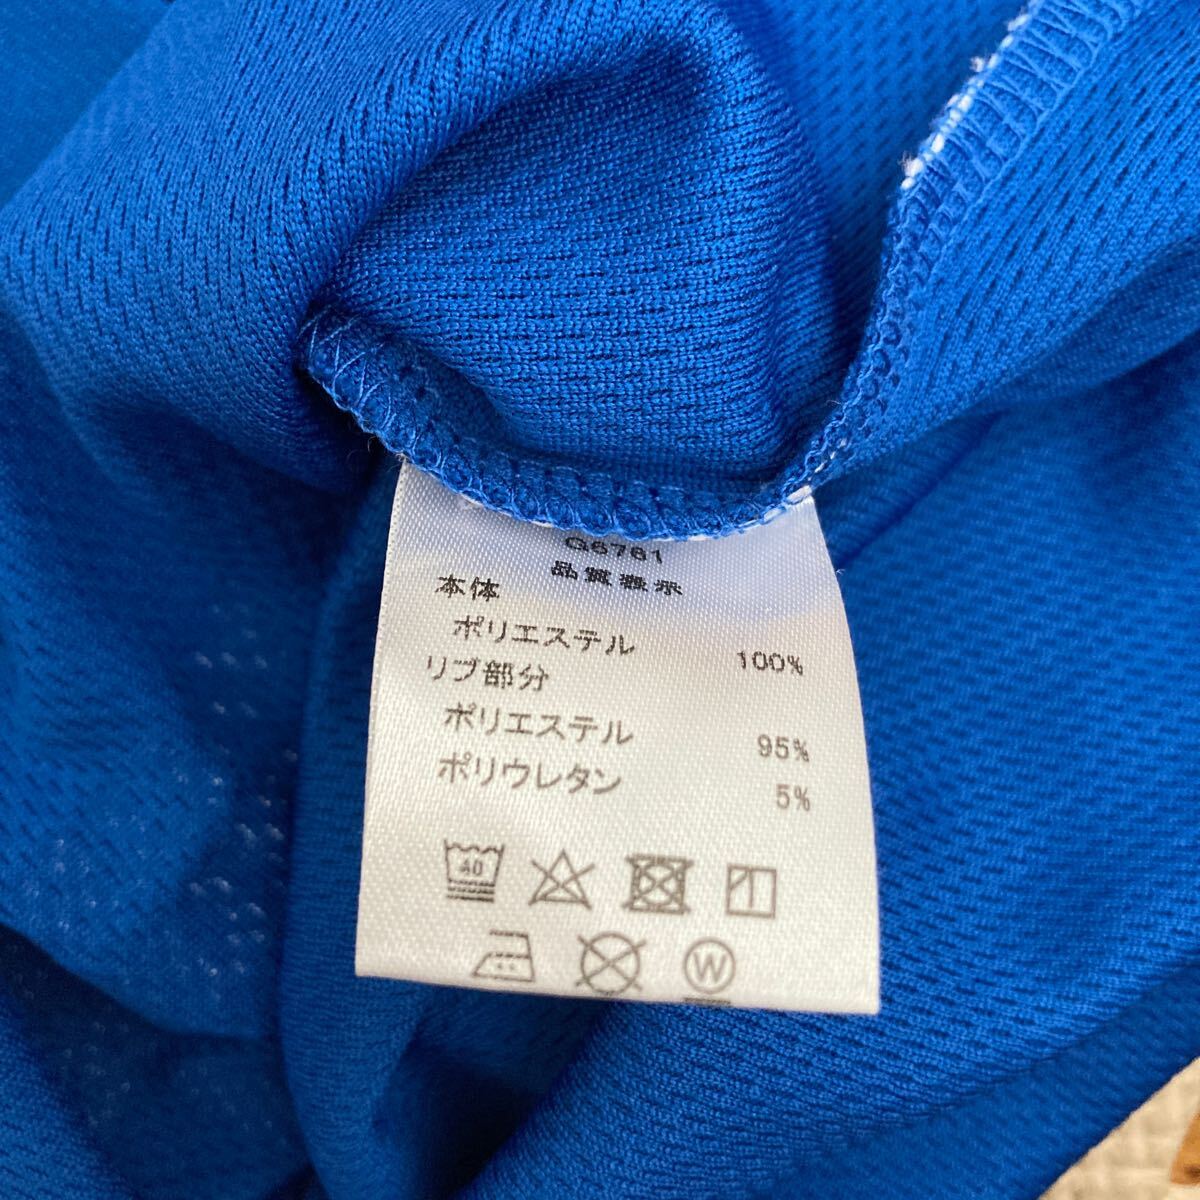 G6761
品質表示
本体
ポリエステル 100%
リブ部分
ポリエステル 95%
ポリウレタン 5%
40
W